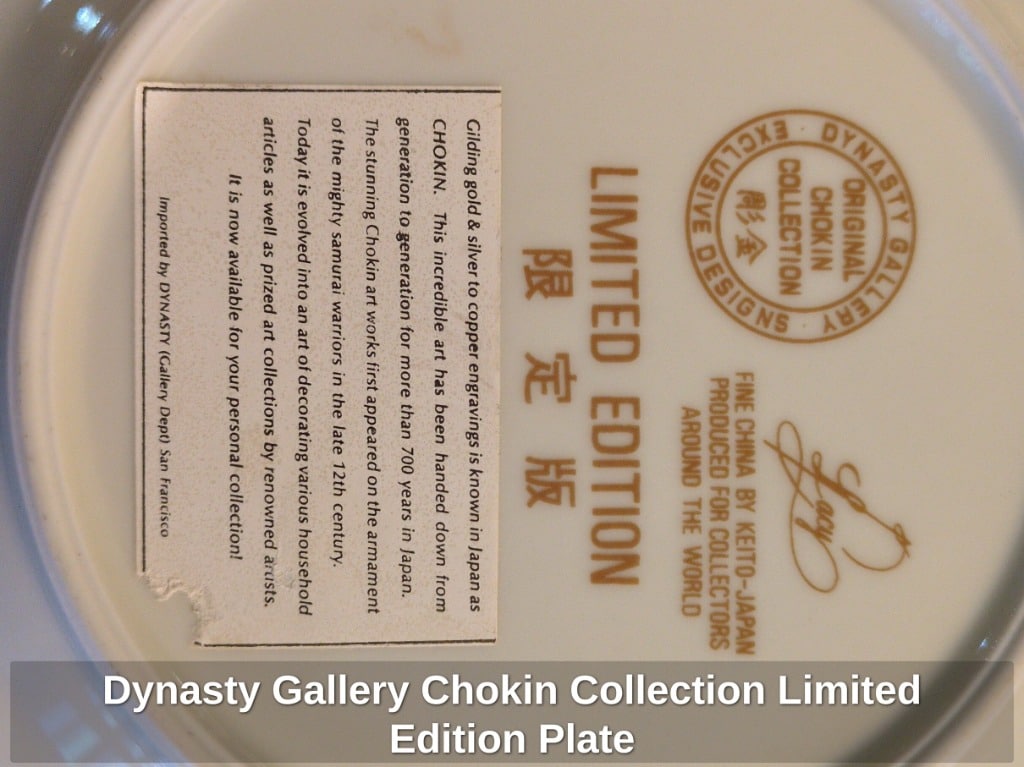 DYNASTY GALLERY · EXCLUSIVE DESIGNS ·
ORIGINAL
CHOKIN
COLLECTION
彫金
Lacy
FINE CHINA BY KEITO-JAPAN
PRODUCED FOR COLLECTORS
AROUND THE WORLD
LIMITED EDITION
限定版
Gilding gold & silver to copper engravings is known in Japan as
CHOKIN. This incredible art has been handed down from
generation to generation for more than 700 years in Japan.
The stunning Chokin art works first appeared on the armament
of the mighty samurai warriors in the late 12th century.
Today it is evolved into an art of decorating various household
articles as well as prized art collections by renowned artists.
It is now available for your personal collection!
Imported by DYNASTY (Gallery Dept) San Francisco
Dynasty Gallery Chokin Collection Limited
Edition Plate